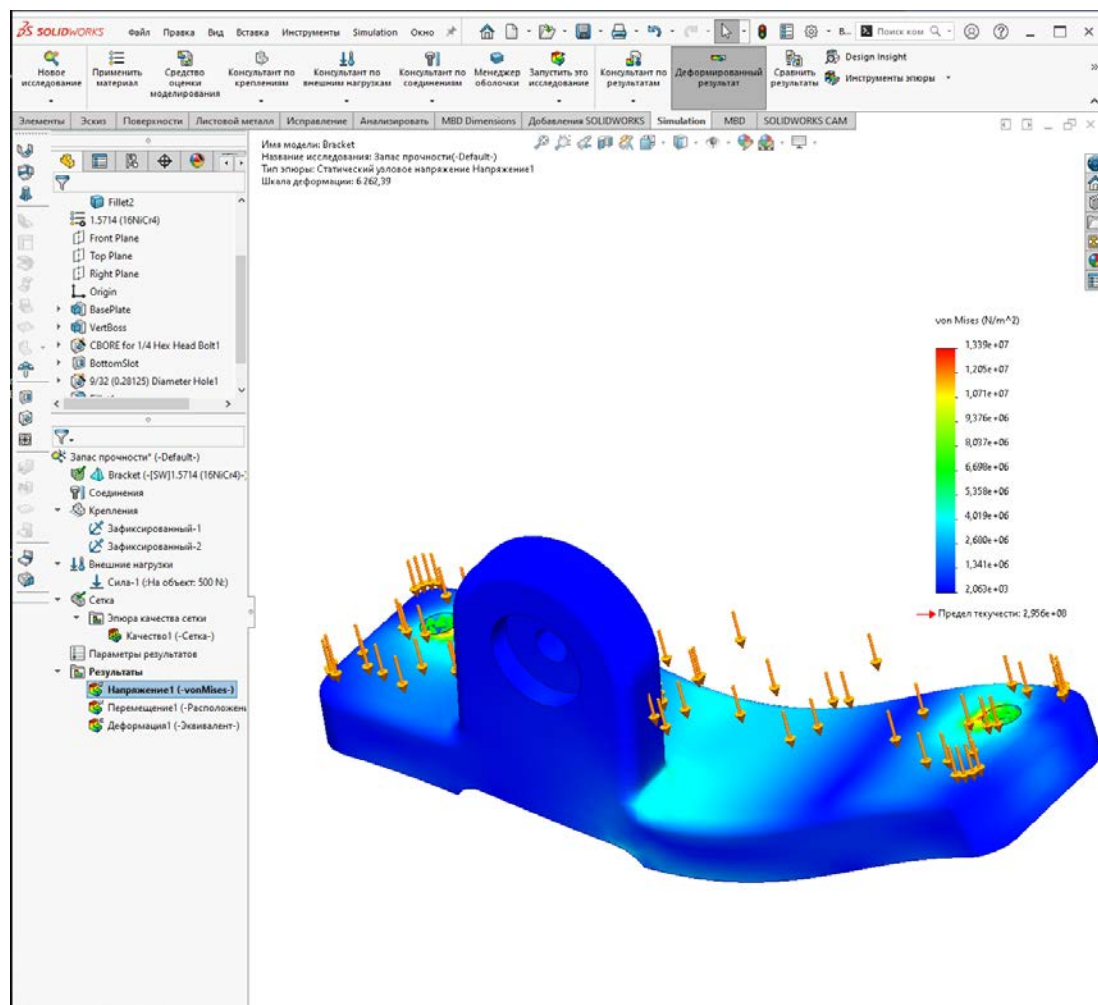 SOLIDWORKS
Файл Правка Вид Вставка Инструменты Simulation Окно
В...
Поиск ком
Новое исследование
Применить материал
Средство оценки моделирования
Консультант по креплениям
Консультант по внешним нагрузкам
Консультант по соединениям
Менеджер оболочки
Запустить это исследование
Консультант по результатам
Деформированный результат
Сравнить результаты
Design Insight
Инструменты эпюры
Элементы Эскиз Поверхности Листовой металл Исправление Анализировать MBD Dimensions Добавления SOLIDWORKS Simulation MBD SOLIDWORKS CAM
Имя модели: Bracket
Название исследования: Запас прочности(-Default-)
Тип эпюры: Статический узловое напряжение Напряжение1
Шкала деформации: 6 262,39
Fillet2
1.5714 (16NiCr4)
Front Plane
Top Plane
Right Plane
Origin
BasePlate
VertBoss
CBORE for 1/4 Hex Head Bolt1
BottomSlot
9/32 (0.28125) Diameter Hole1
Запас прочности* (-Default-)
Bracket (-[SW]1.5714 (16NiCr4)-
Соединения
Крепления
Зафиксированный-1
Зафиксированный-2
Внешние нагрузки
Сила-1 (:На объект: 500 N:)
Сетка
Эпюра качества сетки
Качество1 (-Сетка-)
Параметры результатов
Результаты
Напряжение1 (-vonMises-)
Перемещение1 (-Расположен
Деформация1 (-Эквивалент-)
von Mises (N/m^2)
1,339e+07
1,205e+07
1,071e+07
9,376e+06
8,037e+06
6,698e+06
5,358e+06
4,019e+06
2,680e+06
1,341e+06
2,063e+03
Предел текучести: 2,956e+08